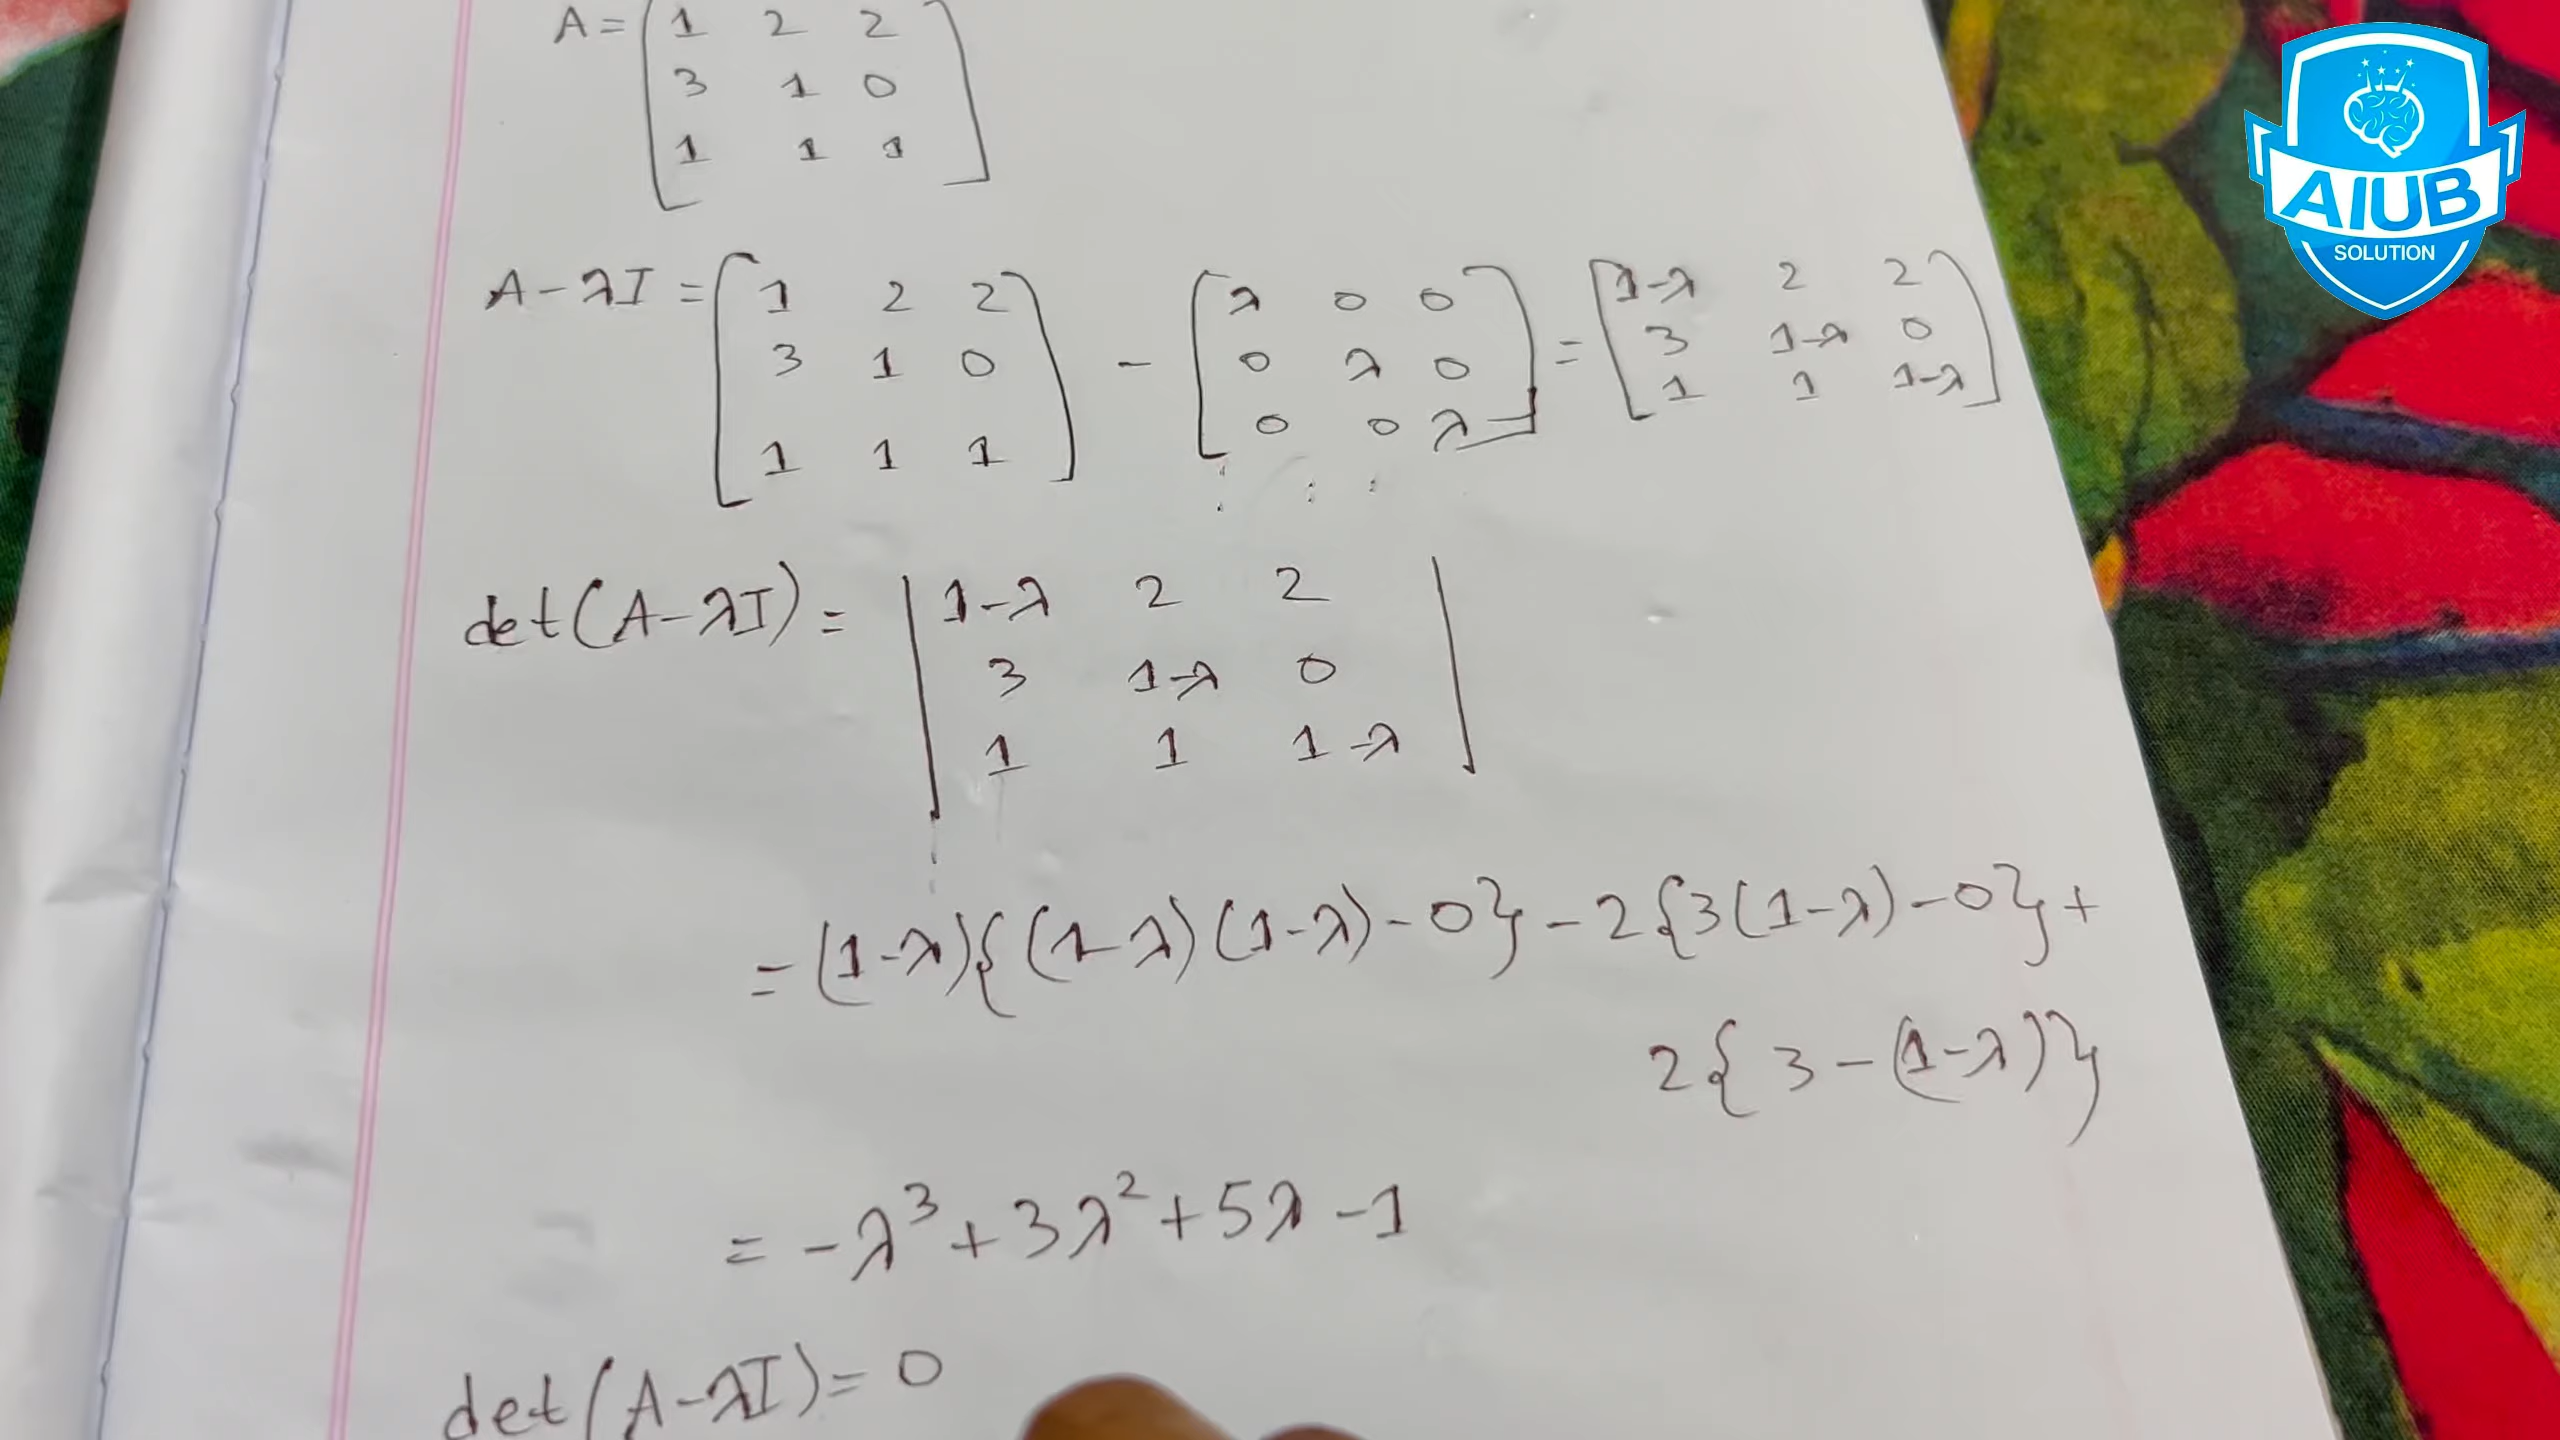 A = [1 2 2
3 1 0
1 1 1]
A-λI = [1 2 2
3 1 0
1 1 1] - [λ 0 0
0 λ 0
0 0 λ] = [1-λ 2 2
3 1-λ 0
1 1 1-λ]
det(A-λI) = |1-λ 2 2
3 1-λ 0
1 1 1-λ|
= (1-λ){(1-λ)(1-λ)-0} - 2{3(1-λ)-0} +
2{3-(1-λ)}
= -λ³+3λ²+5λ-1
det(A-λI) = 0
AIUB
SOLUTION